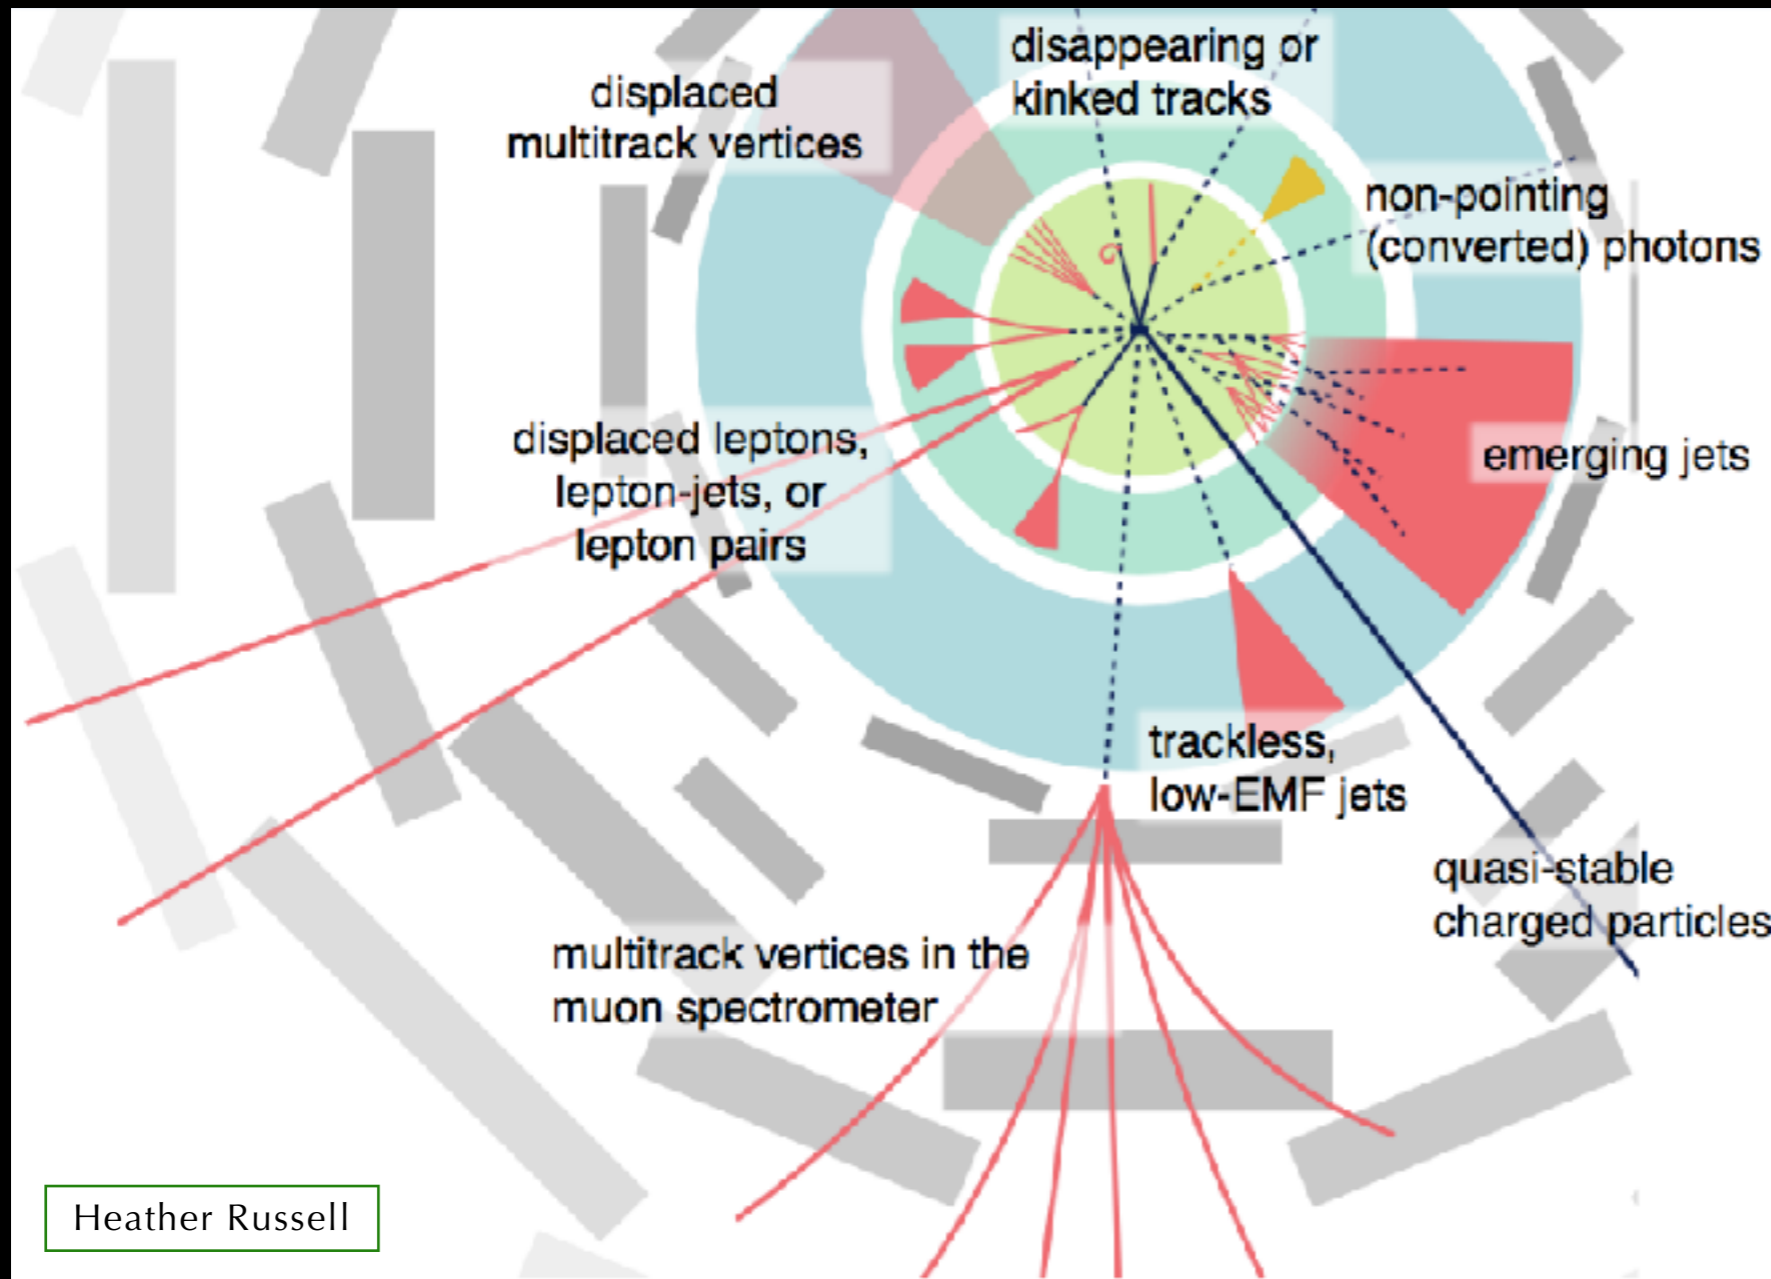 disappearing or
kinked tracks
displaced
multitrack vertices
non-pointing
(converted) photons
displaced leptons,
lepton-jets, or
lepton pairs
emerging jets
trackless,
low-EMF jets
quasi-stable
charged particles
multitrack vertices in the
muon spectrometer
Heather Russell